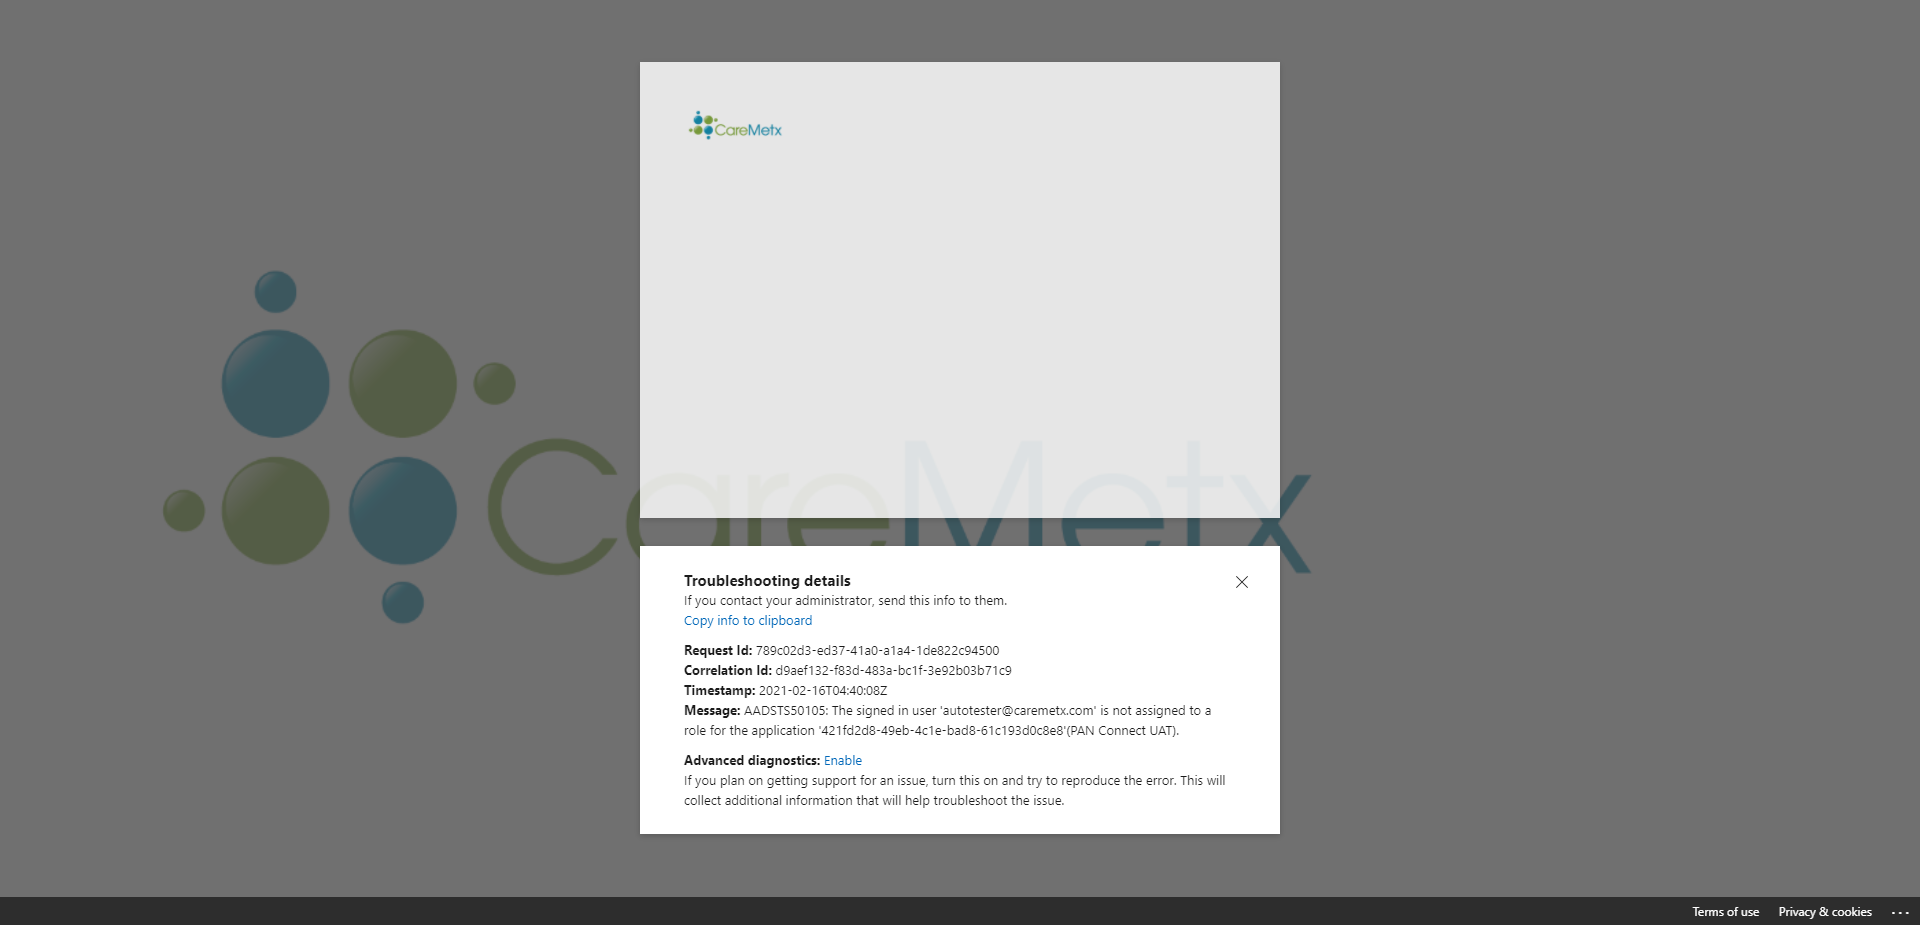 CareMetx
CareMetx
Troubleshooting details
If you contact your administrator, send this info to them.
Copy info to clipboard
Request Id: 789c02d3-ed37-41a0-a1a4-1de822c94500
Correlation Id: d9aef132-f83d-483a-bc1f-3e92b03b71c9
Timestamp: 2021-02-16T04:40:08Z
Message: AADSTS50105: The signed in user 'autotester@caremetx.com' is not assigned to a
role for the application '421fd2d8-49eb-4c1e-bad8-61c193d0c8e8'(PAN Connect UAT).
Advanced diagnostics: Enable
If you plan on getting support for an issue, turn this on and try to reproduce the error. This will
collect additional information that will help troubleshoot the issue.
Terms of use Privacy & cookies ...